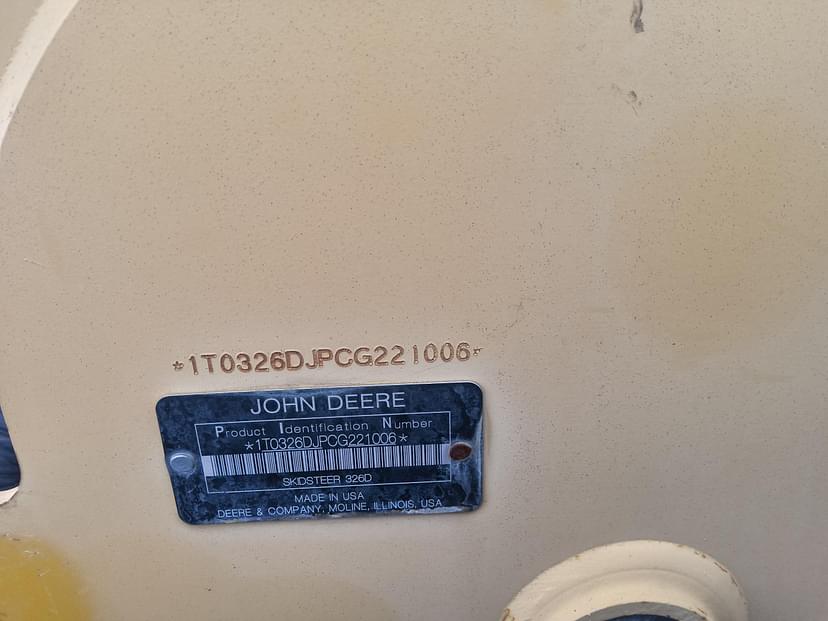 *1T0326DJPCG221006*
JOHN DEERE
Product Identification Number
*1T0326DJPCG221006*
SKIDSTEER 326D
MADE IN USA
DEERE & COMPANY, MOLINE, ILLINOIS, USA